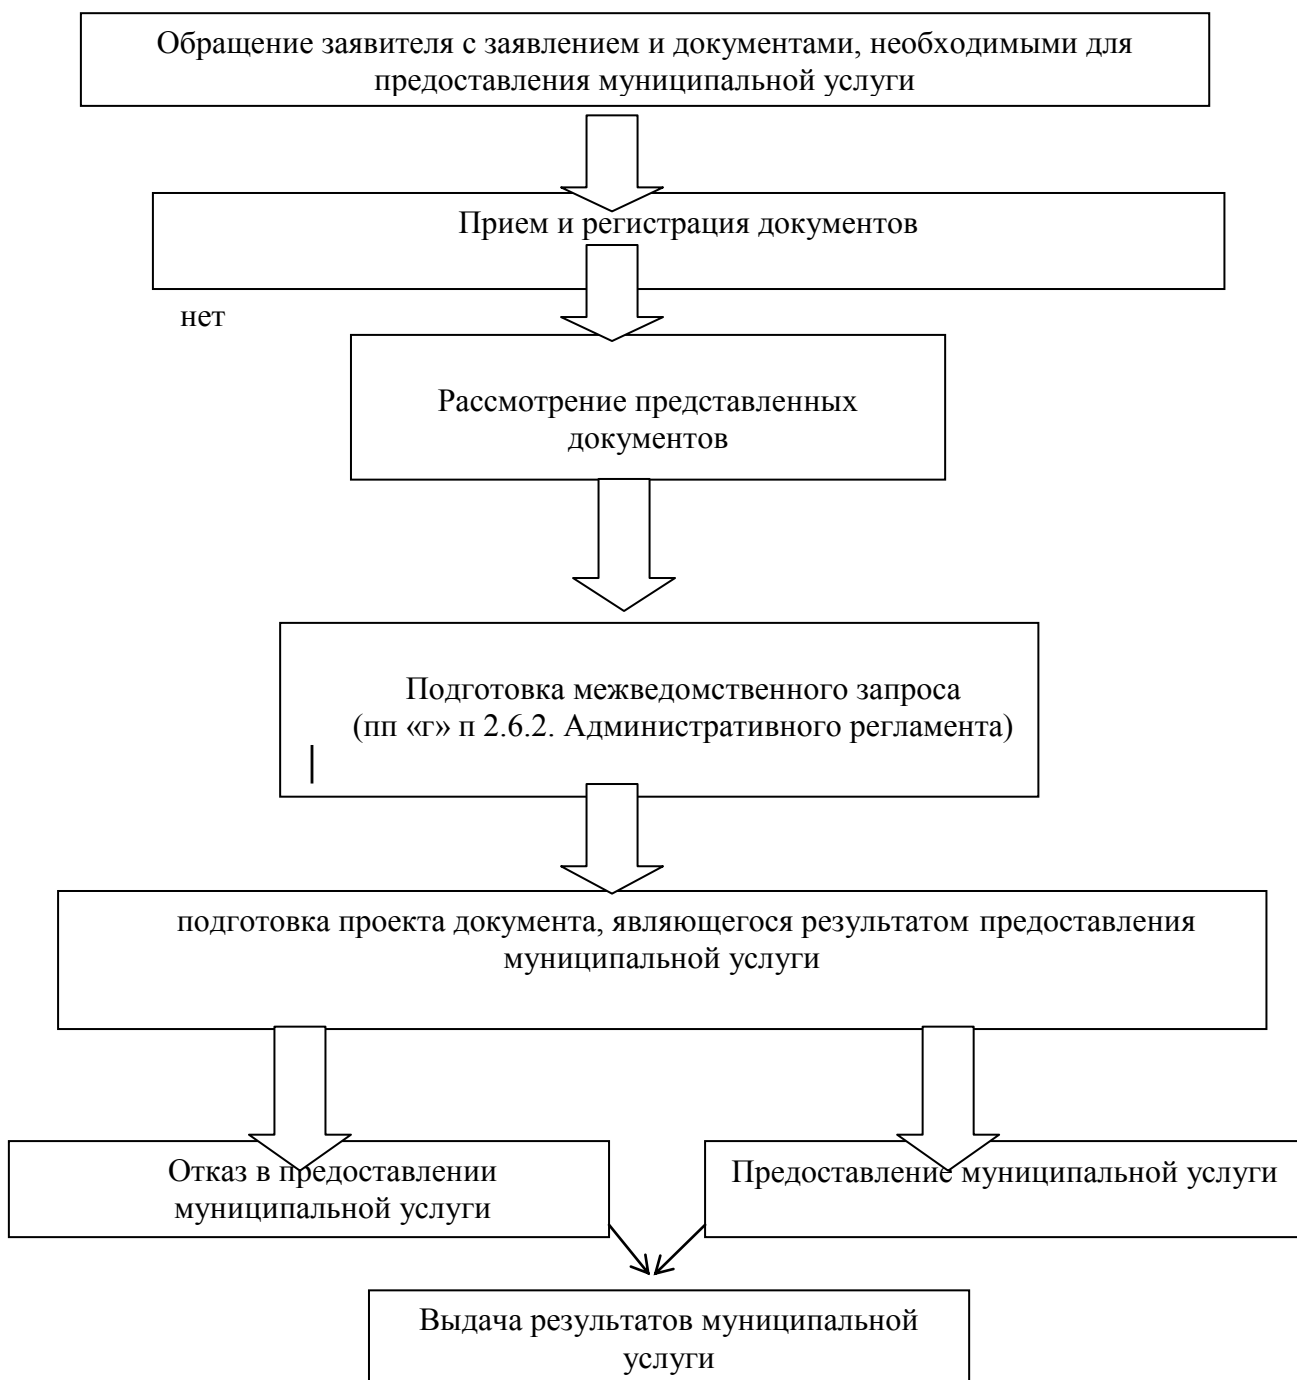 Обращение заявителя с заявлением и документами, необходимыми для
предоставления муниципальной услуги
Прием и регистрация документов
нет
Рассмотрение представленных
документов
Подготовка межведомственного запроса
(пп «г» п 2.6.2. Административного регламента)
подготовка проекта документа, являющегося результатом предоставления
муниципальной услуги
Отказ в предоставлении
муниципальной услуги
Предоставление муниципальной услуги
Выдача результатов муниципальной
услуги